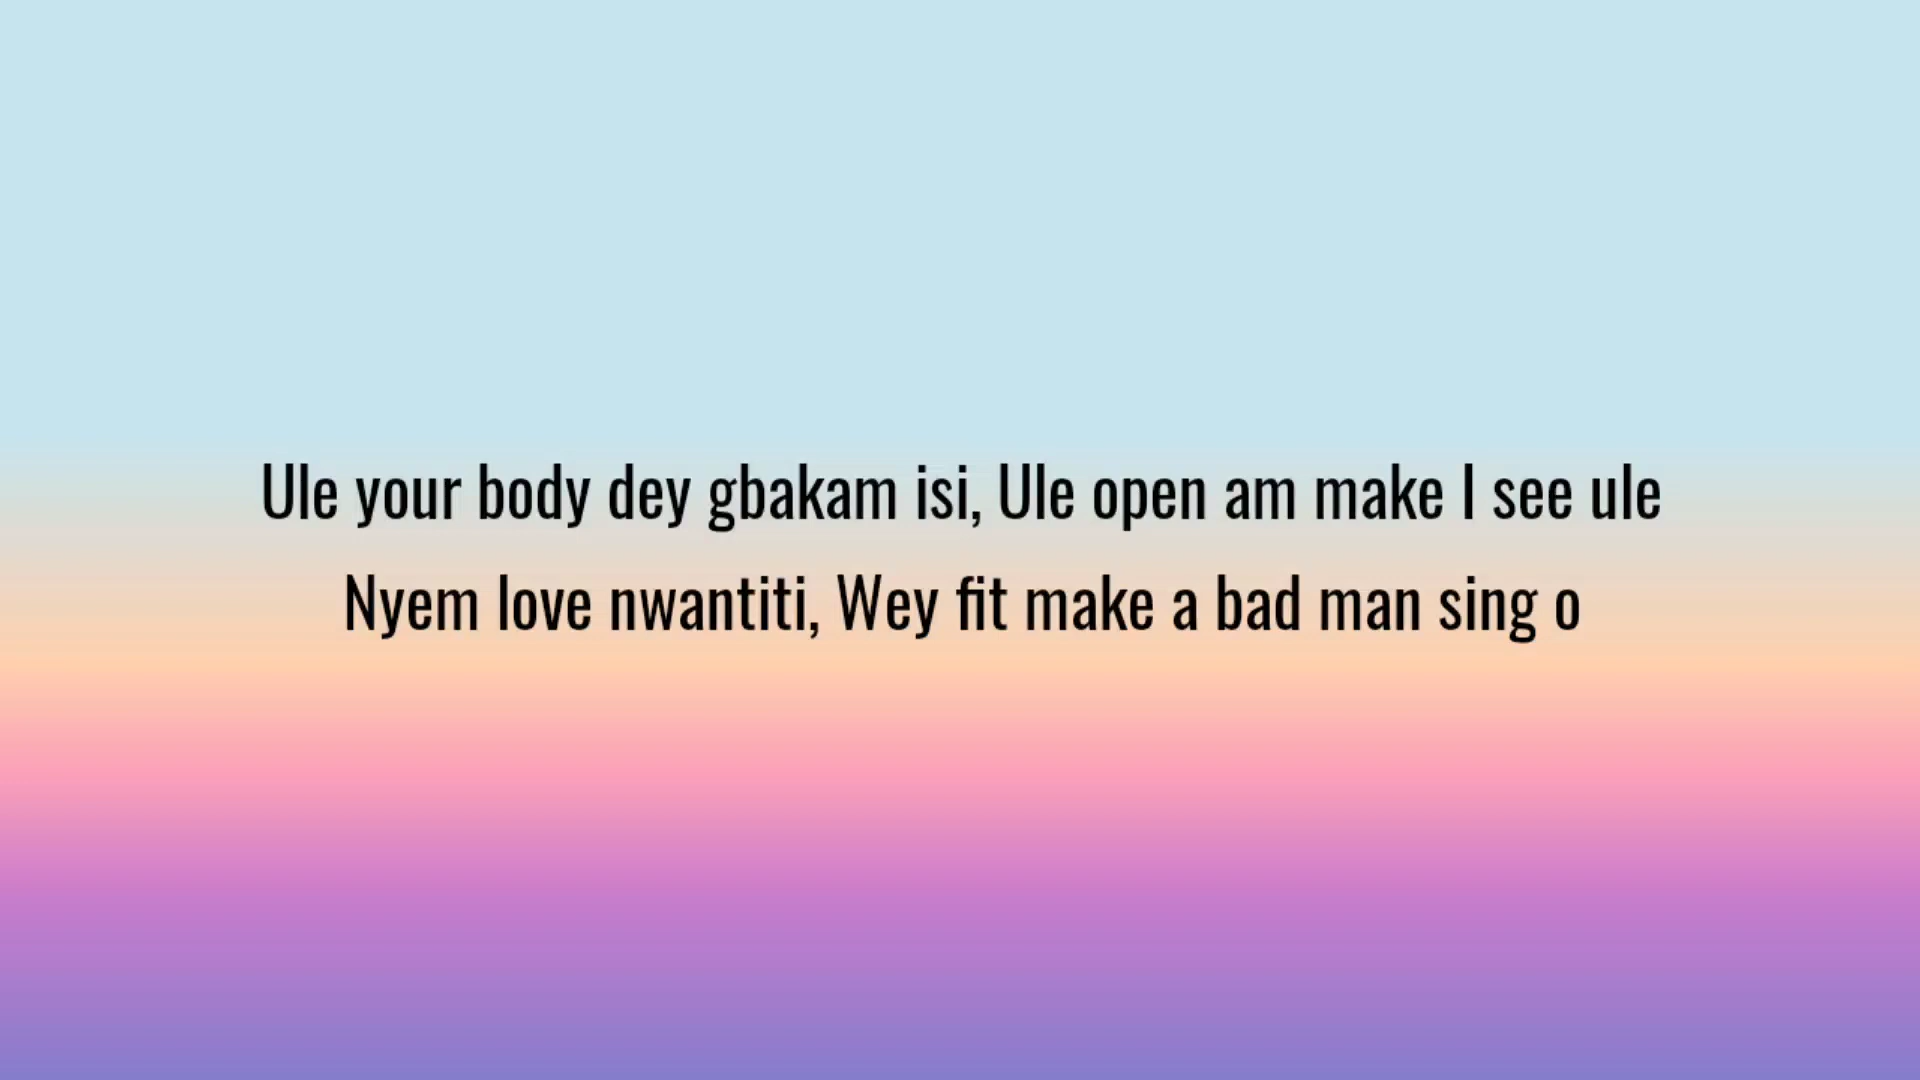 Ule your body dey gbakam isi, Ule open am make I see ule
Nyem love nwantiti, Wey fit make a bad man sing o